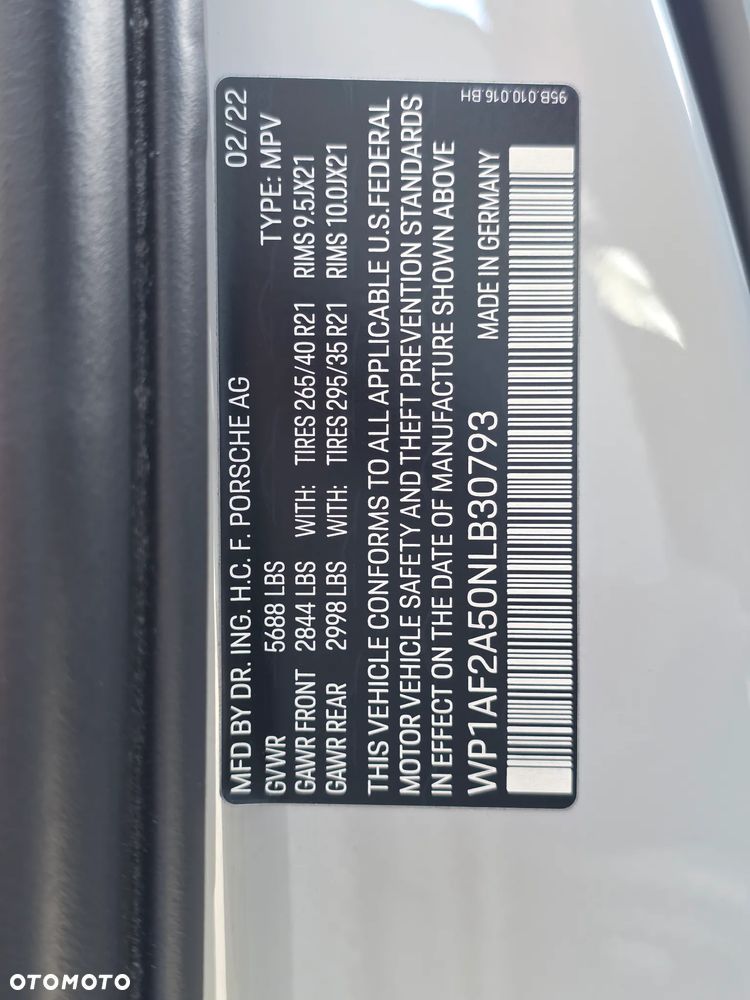 MFD BY DR. ING. H.C. F. PORSCHE AG 02/22
GVWR 5688 LBS TYPE: MPV
GAWR FRONT 2844 LBS WITH: TIRES 265/40 R21 RIMS 9.5JX21
GAWR REAR 2998 LBS WITH: TIRES 295/35 R21 RIMS 10.0JX21
THIS VEHICLE CONFORMS TO ALL APPLICABLE U.S.FEDERAL
MOTOR VEHICLE SAFETY AND THEFT PREVENTION STANDARDS
IN EFFECT ON THE DATE OF MANUFACTURE SHOWN ABOVE
WP1AF2A50NLB30793 MADE IN GERMANY
95B.010.016.BH
OTOMOTO